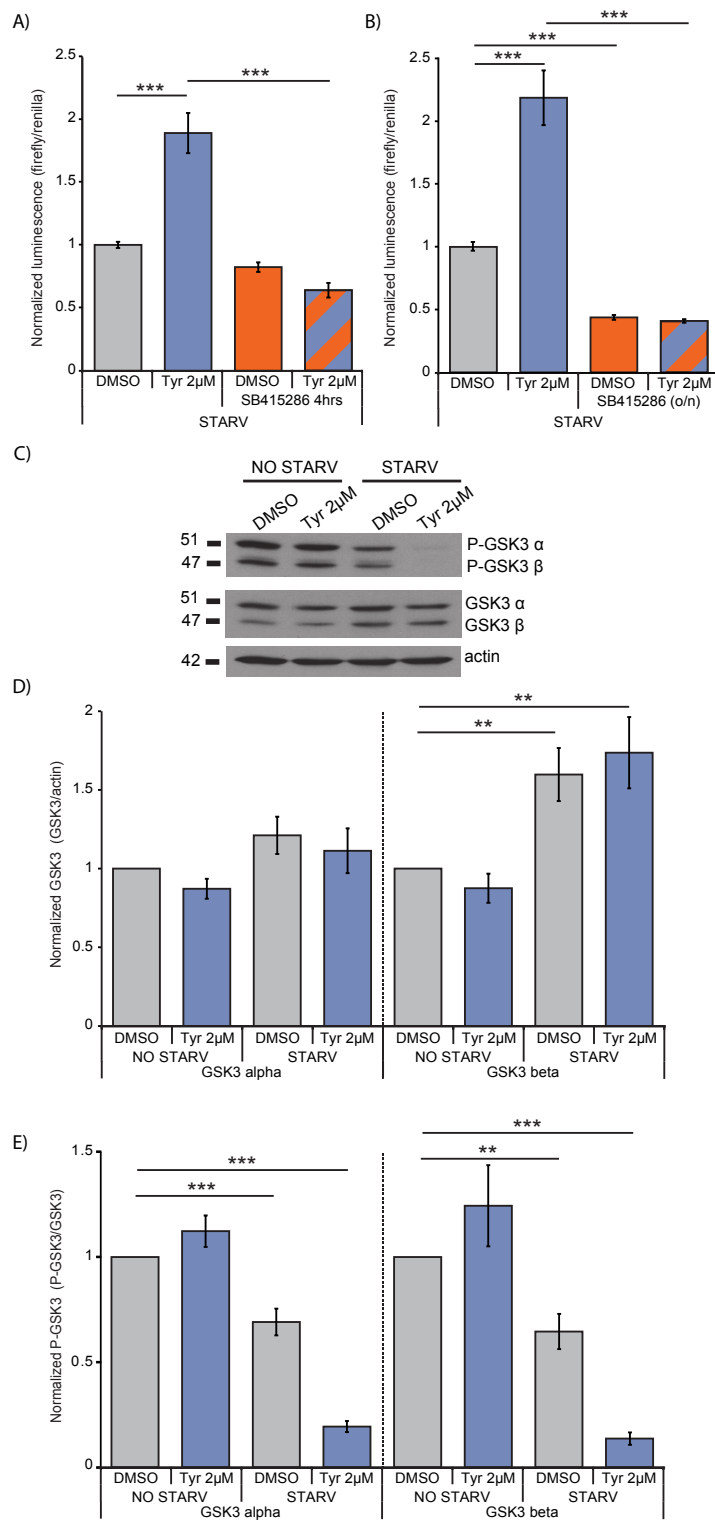 A)
***
***
Normalized luminescence (firefly/renilla)
2.5
2
1.5
1
0.5
0
DMSO
Tyr 2µM
DMSO
Tyr 2µM
SB415286 4hrs
STARV
B)
***
***
***
Normalized luminescence (firefly/renilla)
2.5
2
1.5
1
0.5
0
DMSO
Tyr 2µM
DMSO
Tyr 2µM
SB415286 (o/n)
STARV
C)
NO STARV
STARV
DMSO
Tyr 2µM
DMSO
Tyr 2µM
51
P-GSK3 α
47
P-GSK3 β
51
GSK3 α
47
GSK3 β
42
actin
D)
**
**
Normalized GSK3 (GSK3/actin)
2
1.5
1
0.5
0
DMSO
Tyr 2µM
DMSO
Tyr 2µM
DMSO
Tyr 2µM
DMSO
Tyr 2µM
NO STARV
STARV
NO STARV
STARV
GSK3 alpha
GSK3 beta
E)
***
***
***
**
Normalized P-GSK3 (P-GSK3/GSK3)
1.5
1
0.5
0
DMSO
Tyr 2µM
DMSO
Tyr 2µM
DMSO
Tyr 2µM
DMSO
Tyr 2µM
NO STARV
STARV
NO STARV
STARV
GSK3 alpha
GSK3 beta